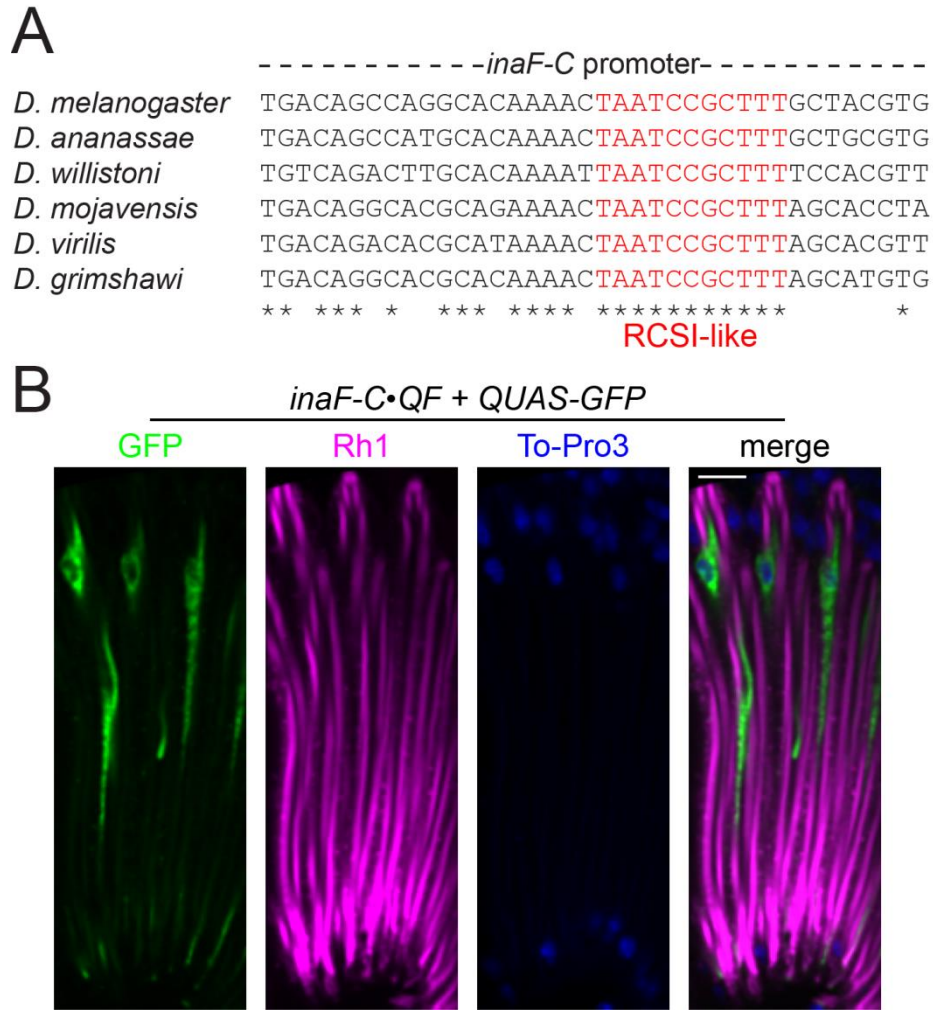 A
- - - - - - - - - - -inaF-C promoter- - - - - - - - - - -
D. melanogaster TGACAGCCAGGCACAAAACTAATCCGCTTTGCTACGTG
D. ananassae TGACAGCCATGCACAAAACTAATCCGCTTTGCTGCGTG
D. willistoni TGTCAGACTTGCACAAAATTAATCCGCTTTTCCACGTT
D. mojavensis TGACAGGCACGCAGAAAACTAATCCGCTTTAGCACCTA
D. virilis TGACAGACACGCATAAAACTAATCCGCTTTAGCACGTT
D. grimshawi TGACAGGCACGCACAAAACTAATCCGCTTTAGCATGTG
** *** * *** **** *********** *
RCSI-like
B
inaF-C•QF + QUAS-GFP
GFP Rh1 To-Pro3 merge